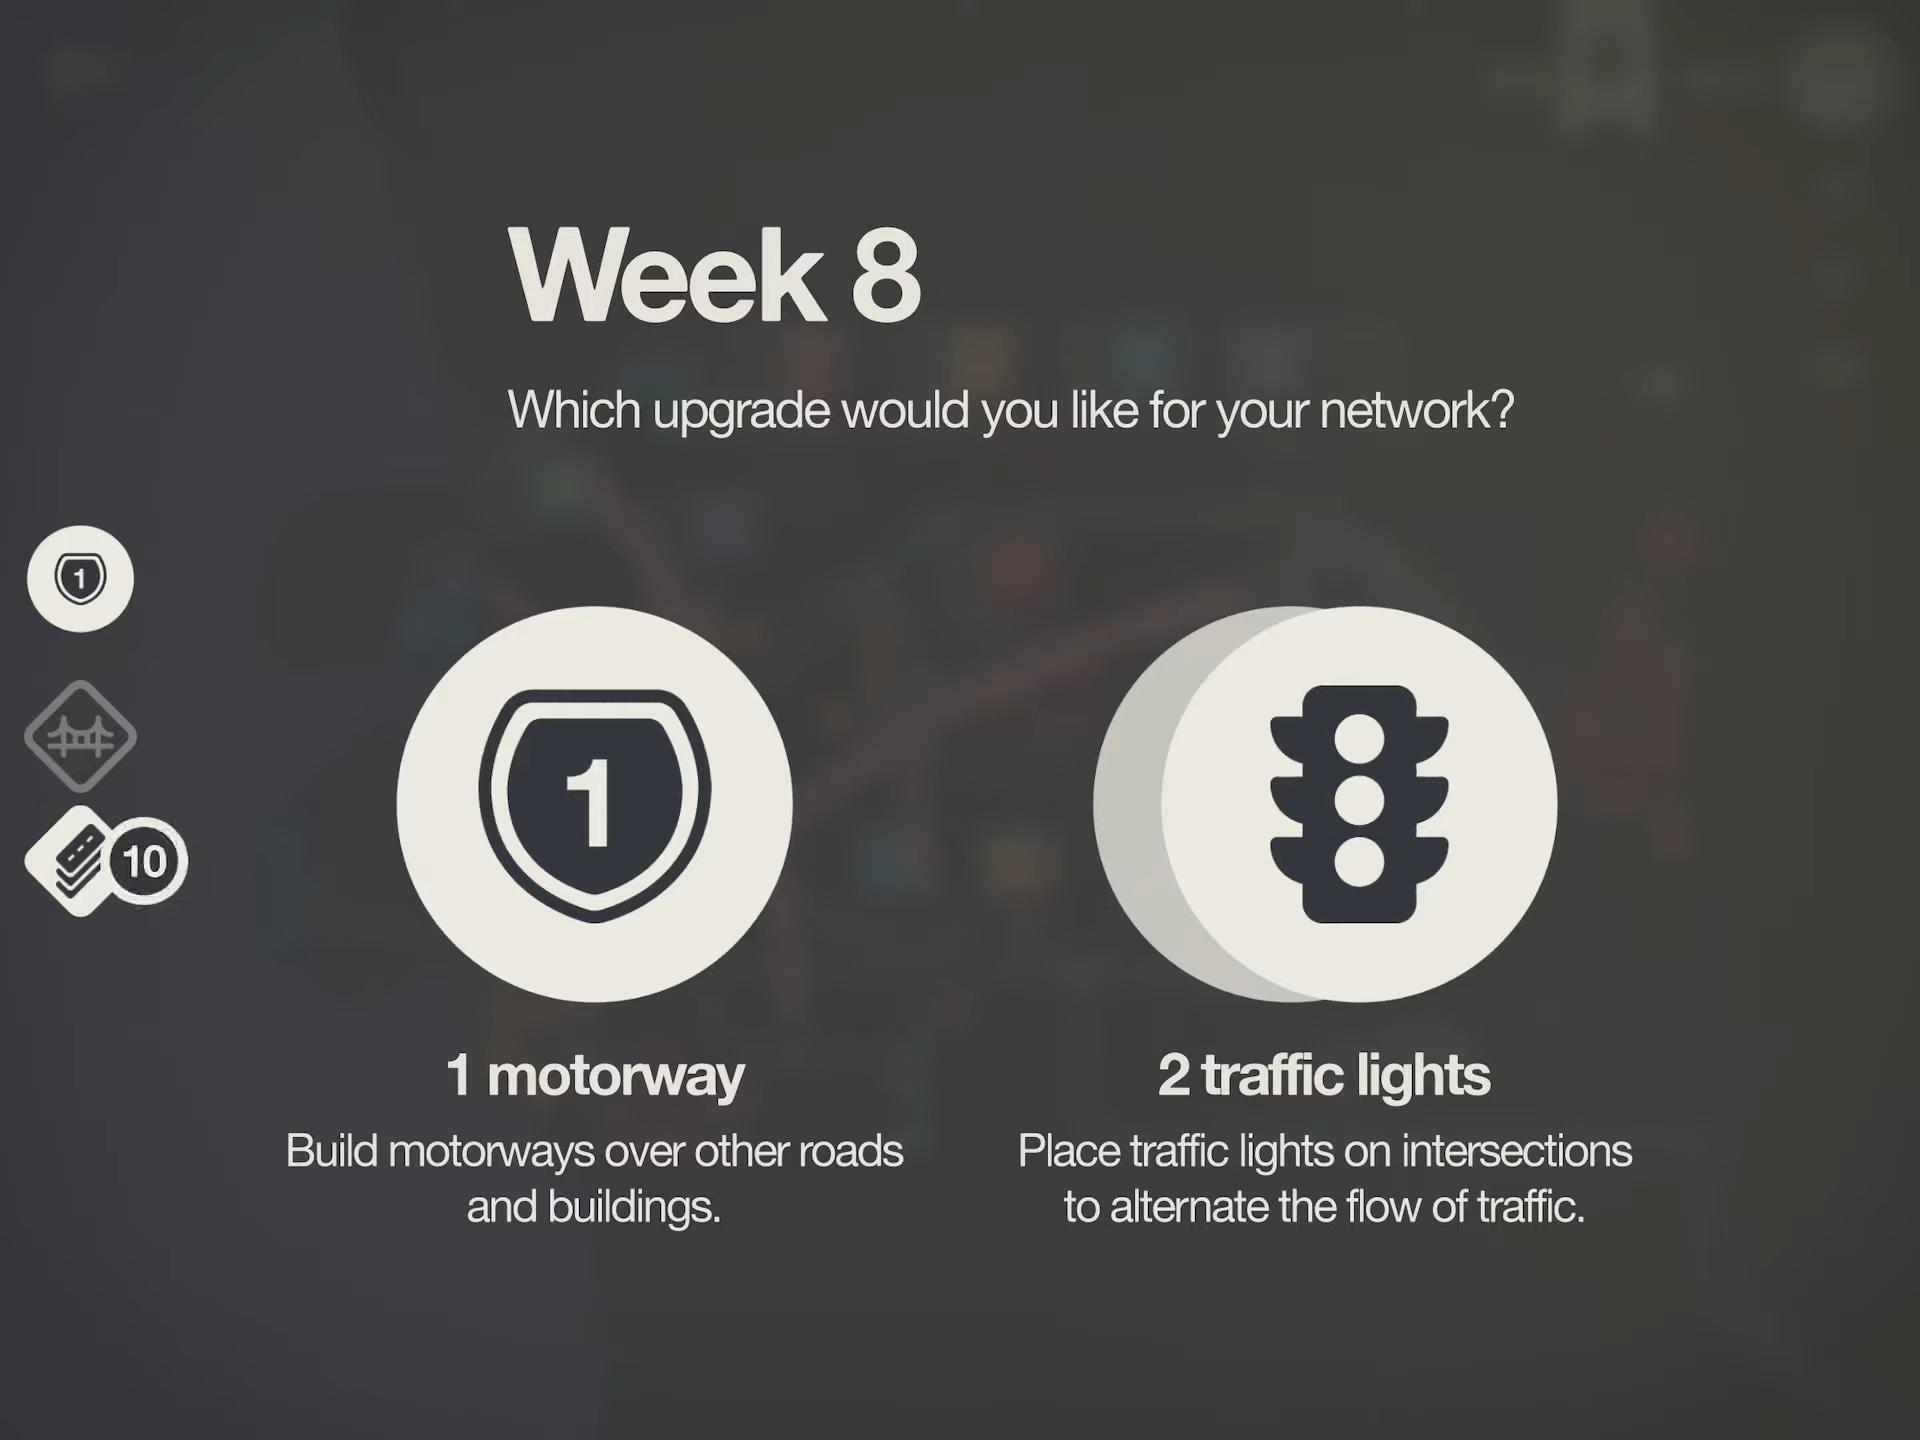 Week 8
Which upgrade would you like for your network?
1
10
1
1 motorway
Build motorways over other roads
and buildings.
2 traffic lights
Place traffic lights on intersections
to alternate the flow of traffic.